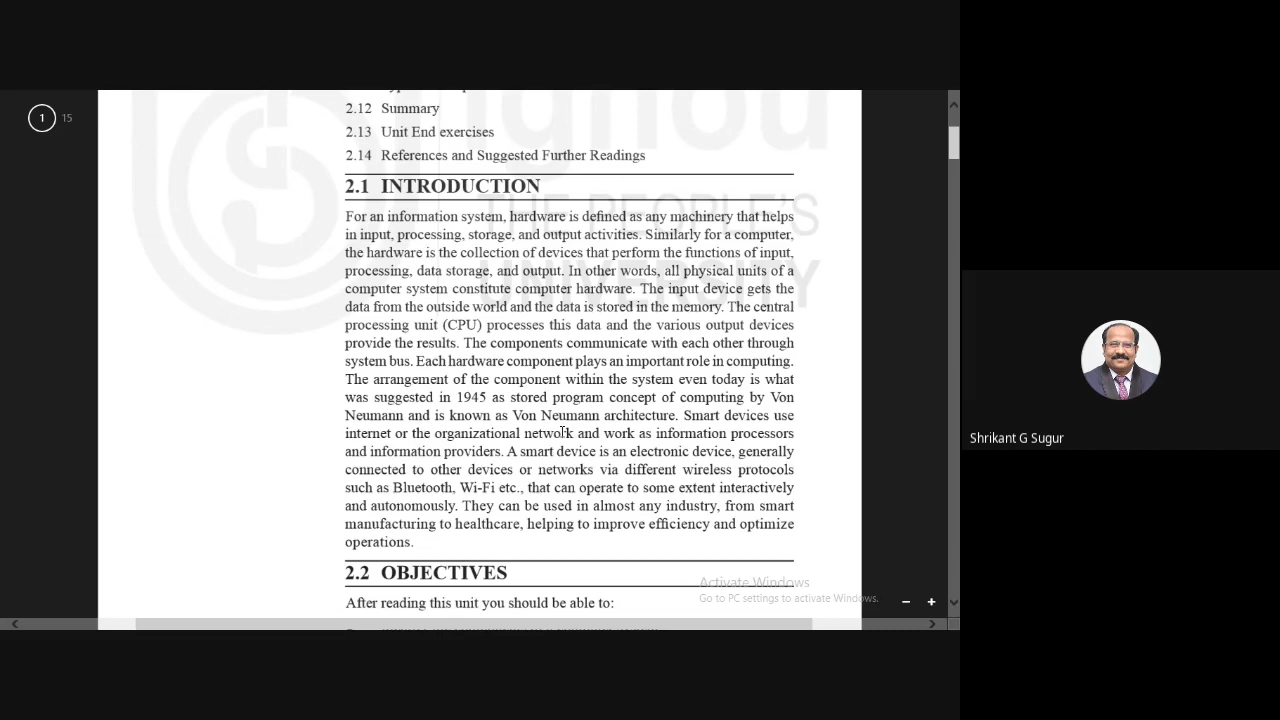 1 15
2.12 Summary
2.13 Unit End exercises
2.14 References and Suggested Further Readings
2.1 INTRODUCTION
For an information system, hardware is defined as any machinery that helps
in input, processing, storage, and output activities. Similarly for a computer,
the hardware is the collection of devices that perform the functions of input,
processing, data storage, and output. In other words, all physical units of a
computer system constitute computer hardware. The input device gets the
data from the outside world and the data is stored in the memory. The central
processing unit (CPU) processes this data and the various output devices
provide the results. The components communicate with each other through
system bus. Each hardware component plays an important role in computing.
The arrangement of the component within the system even today is what
was suggested in 1945 as stored program concept of computing by Von
Neumann and is known as Von Neumann architecture. Smart devices use
internet or the organizational network and work as information processors
and information providers. A smart device is an electronic device, generally
connected to other devices or networks via different wireless protocols
such as Bluetooth, Wi-Fi etc., that can operate to some extent interactively
and autonomously. They can be used in almost any industry, from smart
manufacturing to healthcare, helping to improve efficiency and optimize
operations.
2.2 OBJECTIVES
After reading this unit you should be able to:
ignou
THE PEOPLE'S
UNIVERSITY
Activate Windows
Go to PC settings to activate Windows.
Shrikant G Sugur